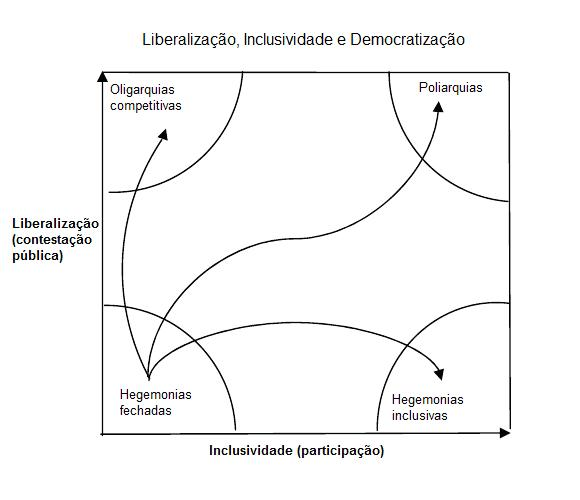 Liberalização, Inclusividade e Democratização
Oligarquias
competitivas
Poliarquias
Liberalização
(contestação
pública)
Hegemonias
fechadas
Hegemonias
inclusivas
Inclusividade (participação)